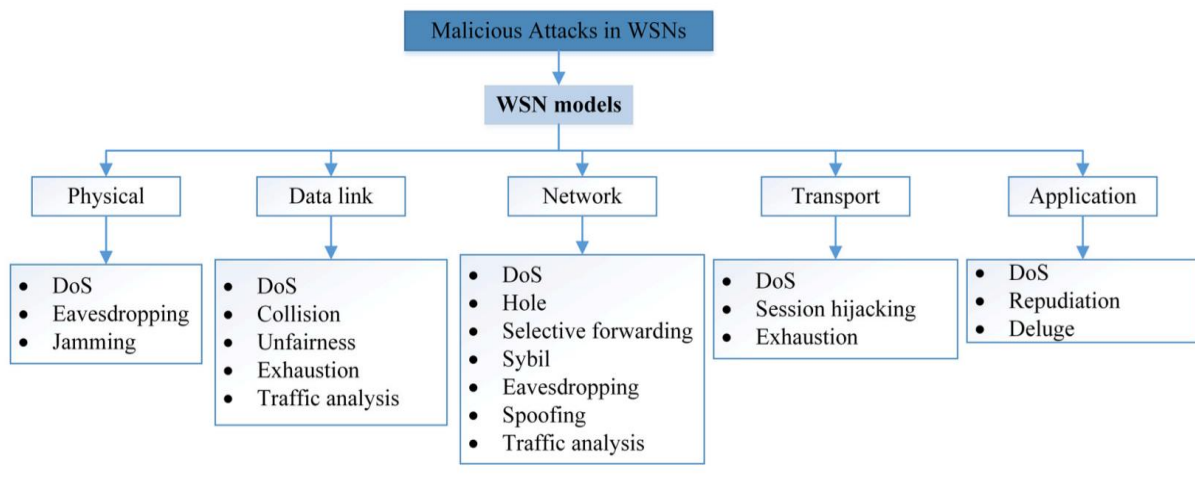 Malicious Attacks in WSNs
WSN models
Physical
Data link
Network
Transport
Application
• DoS
• Eavesdropping
• Jamming
• DoS
• Collision
• Unfairness
• Exhaustion
• Traffic analysis
• DoS
• Hole
• Selective forwarding
• Sybil
• Eavesdropping
• Spoofing
• Traffic analysis
• DoS
• Session hijacking
• Exhaustion
• DoS
• Repudiation
• Deluge